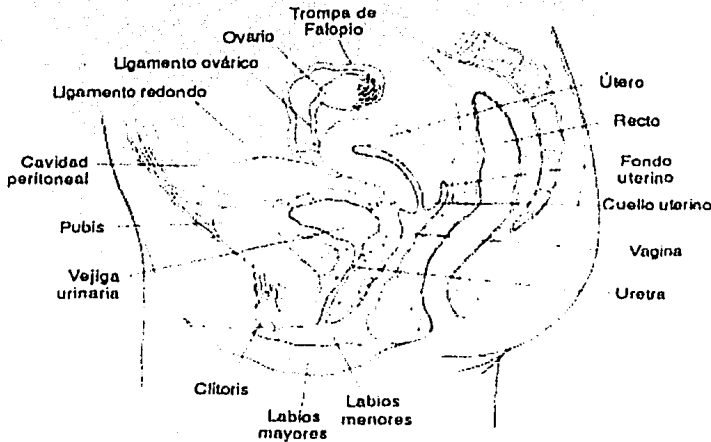 Trompa de
Falopio
Ovario
Ligamento ovárico
Ligamento redondo
Útero
Recto
Cavidad
peritoneal
Fondo
uterino
Cuello uterino
Pubis
Vagina
Vejiga
urinaria
Uretra
Clítoris
Labios
mayores
Labios
menores